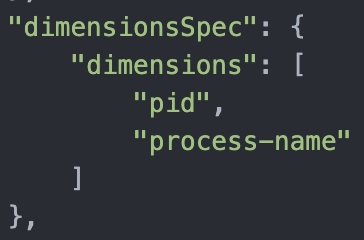 "dimensionsSpec": {
"dimensions": [
"pid",
"process-name"
]
},